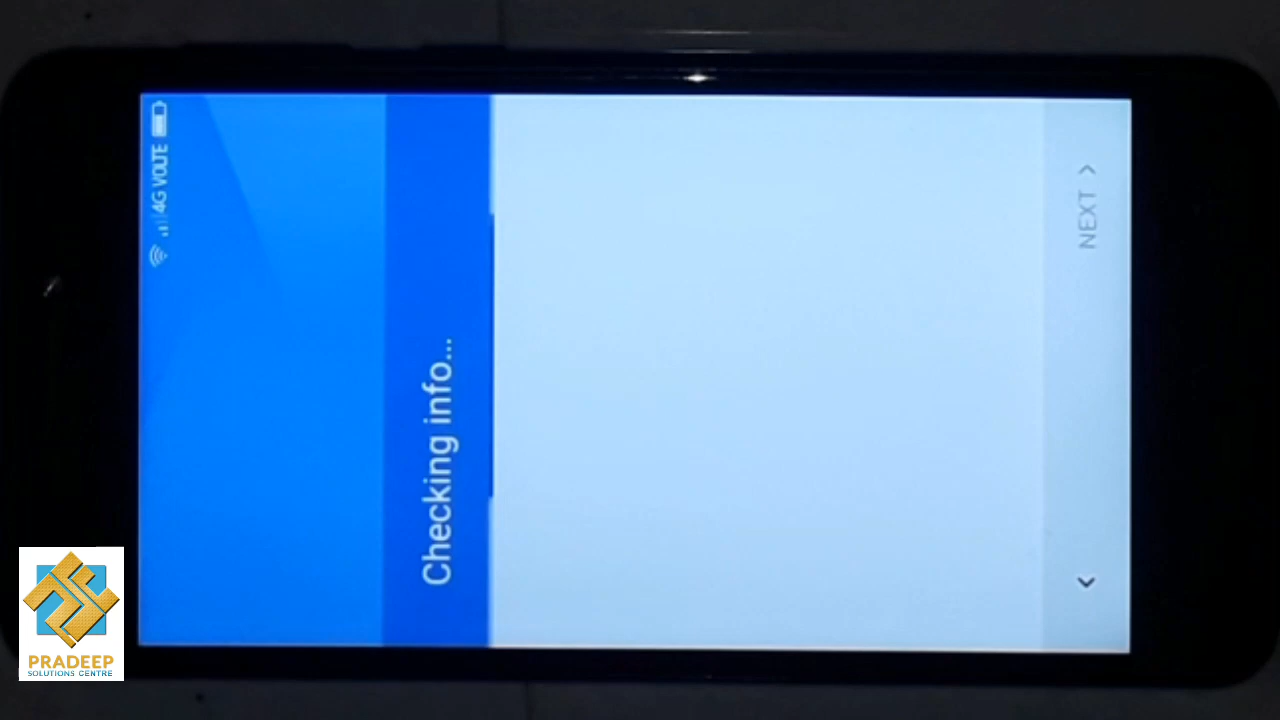 4G VOLTE
Checking info...
NEXT >
PRADEEP
SOLUTIONS CENTRE